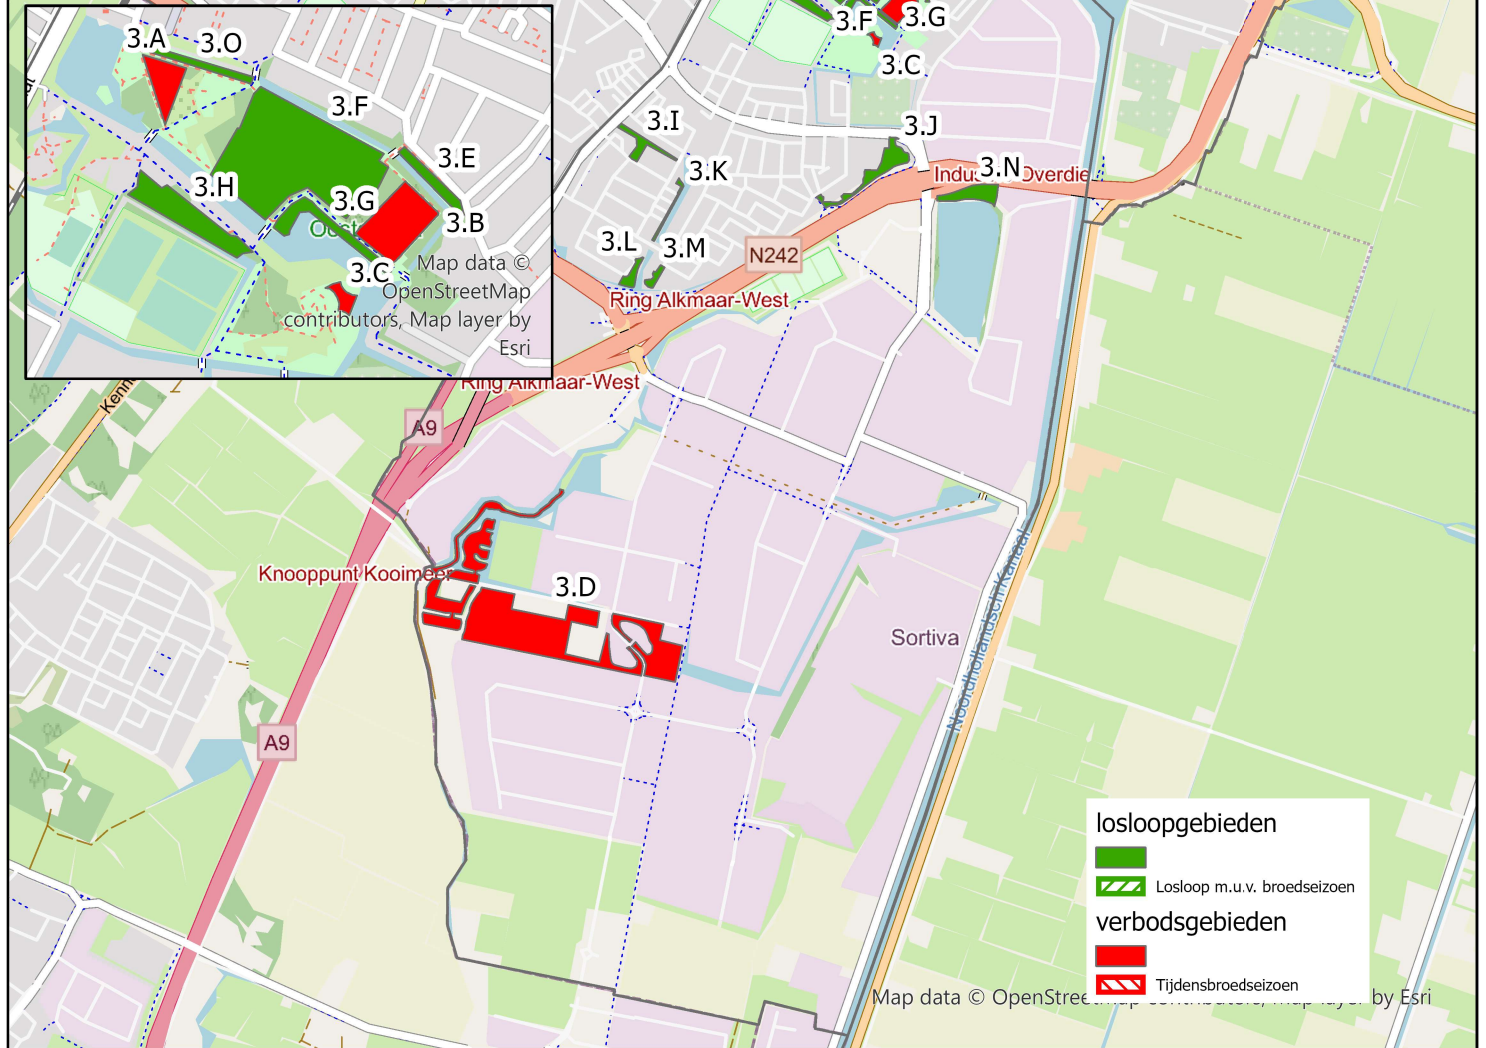 3.A
3.O
3.F
3.E
3.H
3.G
3.B
3.C
Map data ©
OpenStreetMap
contributors, Map layer by
Esri
3.F
3.G
3.C
3.I
3.J
3.K
3.N
3.L
3.M
N242
Ring Alkmaar-West
Ring Alkmaar-West
A9
Knooppunt Kooimeer
3.D
Sortiva
Noordhollandsch Kanaal
A9
losloopgebieden
Losloop m.u.v. broedseizoen
verbodsgebieden
Tijdensbroedseizoen
Map data © OpenStreetMap contributors, Map layer by Esri